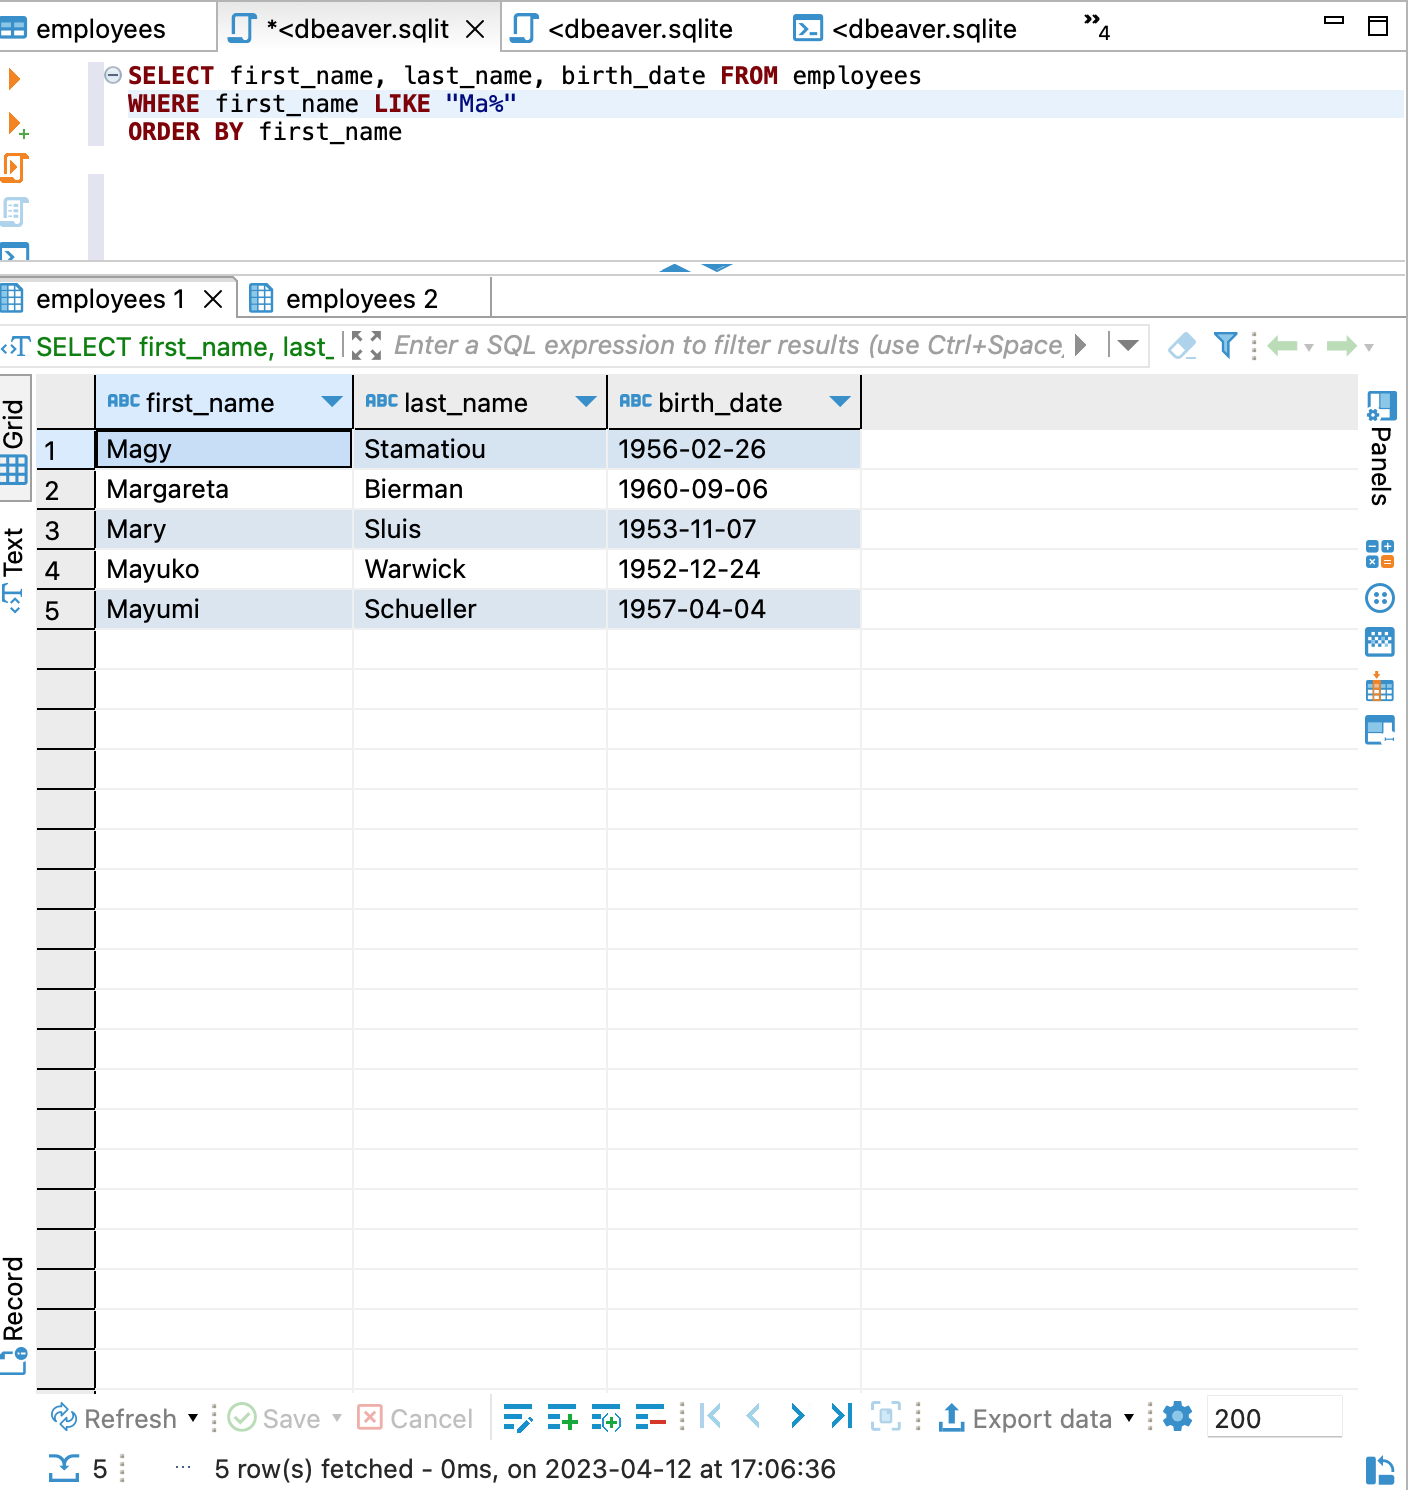 employees *<dbeaver.sqlit <dbeaver.sqlite <dbeaver.sqlite »4
SELECT first_name, last_name, birth_date FROM employees
WHERE first_name LIKE "Ma%"
ORDER BY first_name
employees 1 employees 2
SELECT first_name, last_ Enter a SQL expression to filter results (use Ctrl+Space
Grid
Text
Record
ABC first_name ABC last_name ABC birth_date
1 Magy Stamatiou 1956-02-26
2 Margareta Bierman 1960-09-06
3 Mary Sluis 1953-11-07
4 Mayuko Warwick 1952-12-24
5 Mayumi Schueller 1957-04-04
Panels
Refresh Save Cancel Export data 200
5 ... 5 row(s) fetched - 0ms, on 2023-04-12 at 17:06:36